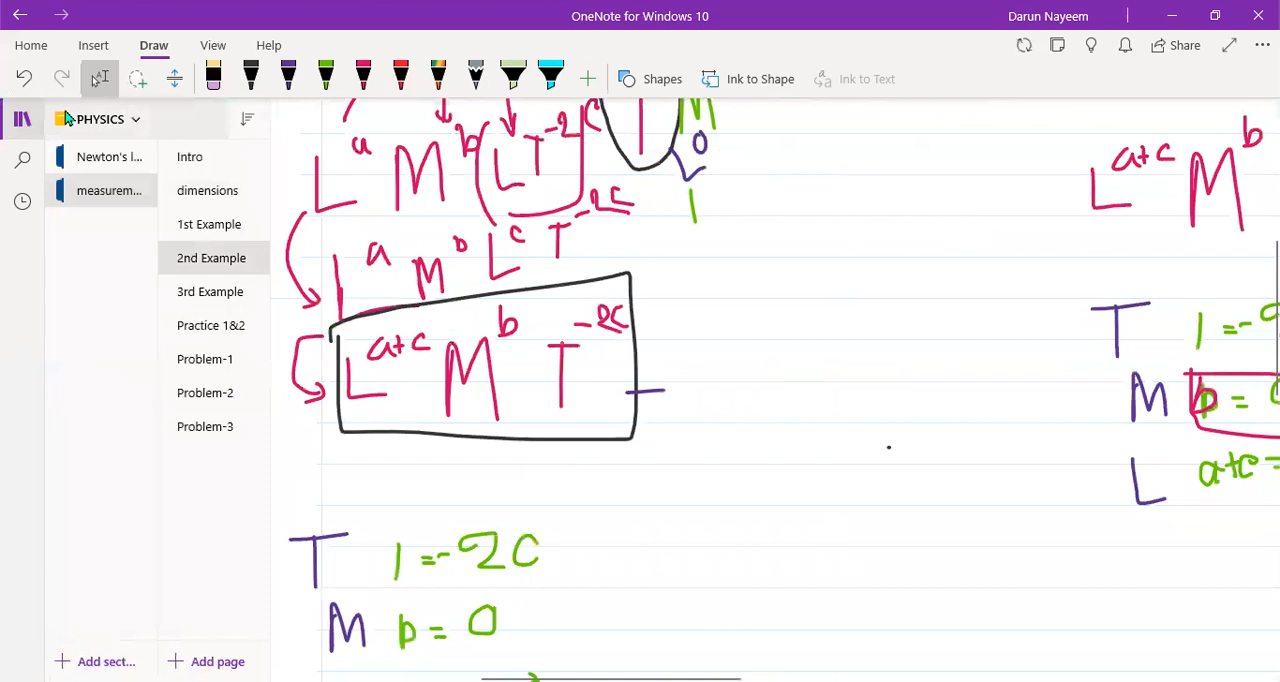 OneNote for Windows 10
Darun Nayeem
Home Insert Draw View Help
Share
Shapes Ink to Shape Ink to Text
PHYSICS
Newton's l...
measurem...
Intro
dimensions
1st Example
2nd Example
3rd Example
Practice 1&2
Problem-1
Problem-2
Problem-3
Add sect...
Add page
L^a M^b (LT^-2)^c
M
0
1
L^a M^b L^c T^-2c
L^a+c M^b T^-2c
T 1 = -2c
M b = 0
L^a+c M^b
T 1 = -
M b =
L a+c =